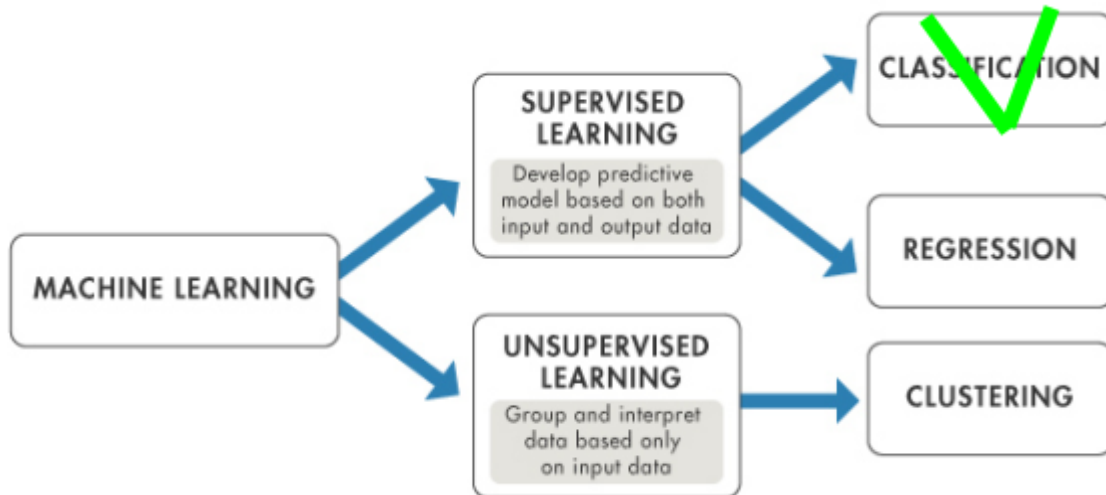 CLASSIFICATION
SUPERVISED
LEARNING
Develop predictive
model based on both
input and output data
REGRESSION
MACHINE LEARNING
UNSUPERVISED
LEARNING
Group and interpret
data based only
on input data
CLUSTERING